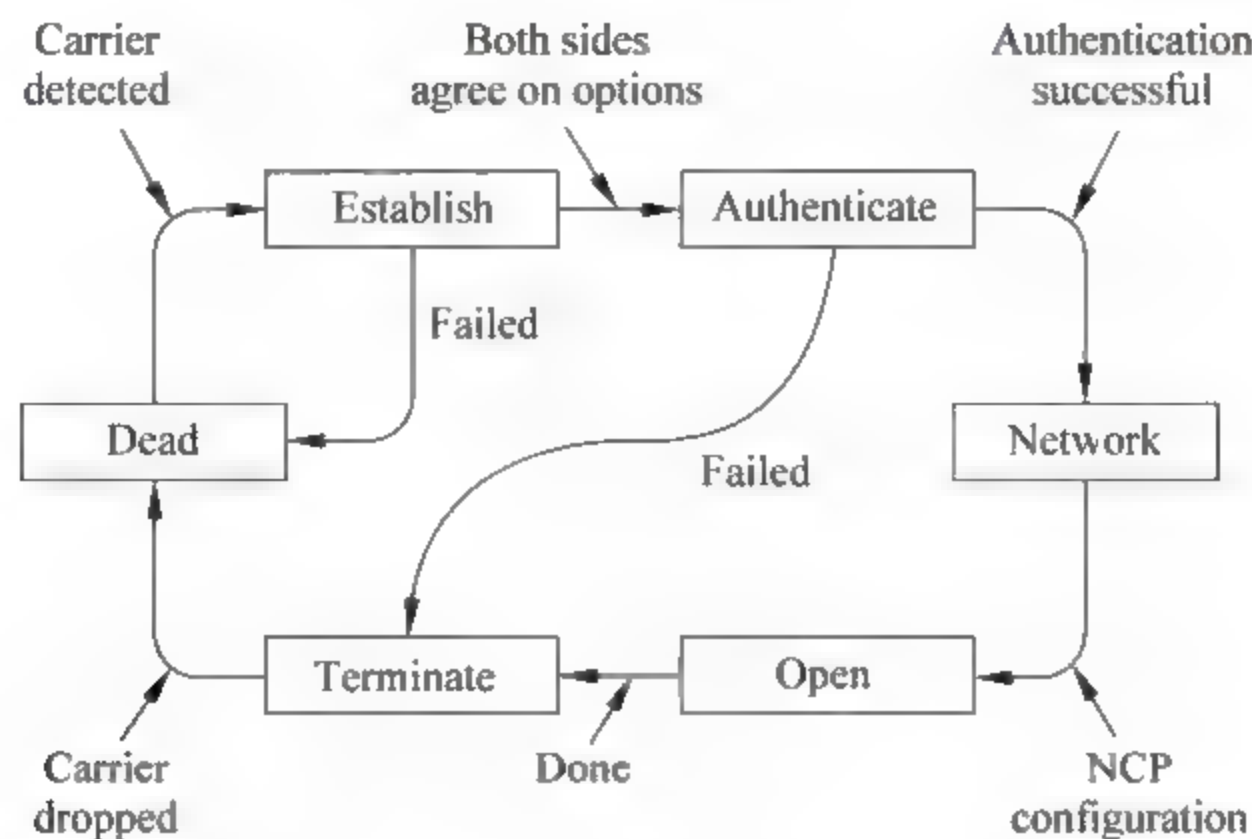 Carrier
detected
Both sides
agree on options
Authentication
successful
Establish
Authenticate
Failed
Dead
Network
Failed
Terminate
Open
Carrier
dropped
Done
NCP
configuration